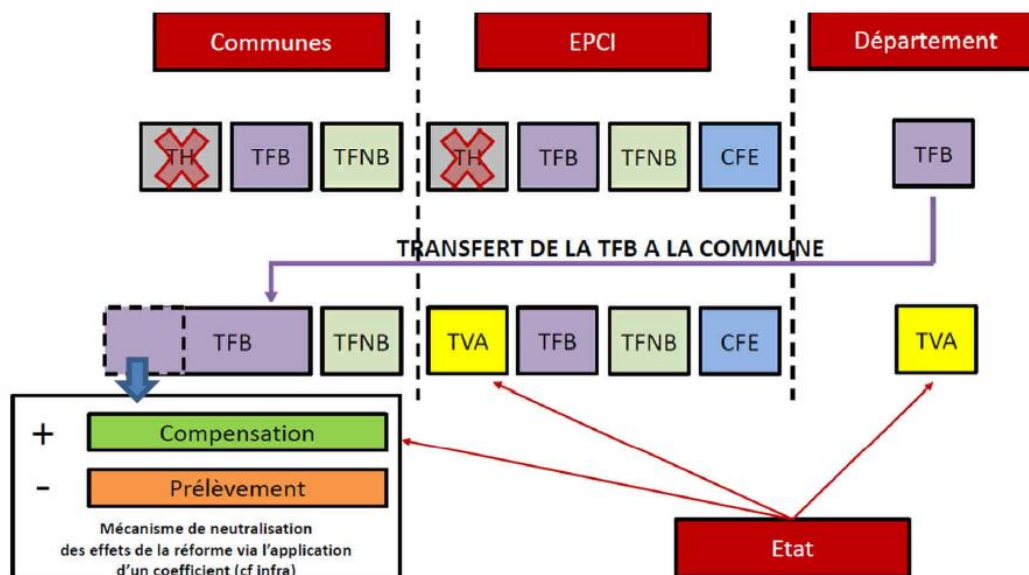 Communes
EPCI
Département
TH
TFB
TFNB
TH
TFB
TFNB
CFE
TFB
TRANSFERT DE LA TFB A LA COMMUNE
TFB
TFNB
TVA
TFB
TFNB
CFE
TVA
+ Compensation
- Prélèvement
Mécanisme de neutralisation
des effets de la réforme via l'application
d'un coefficient (cf infra)
Etat